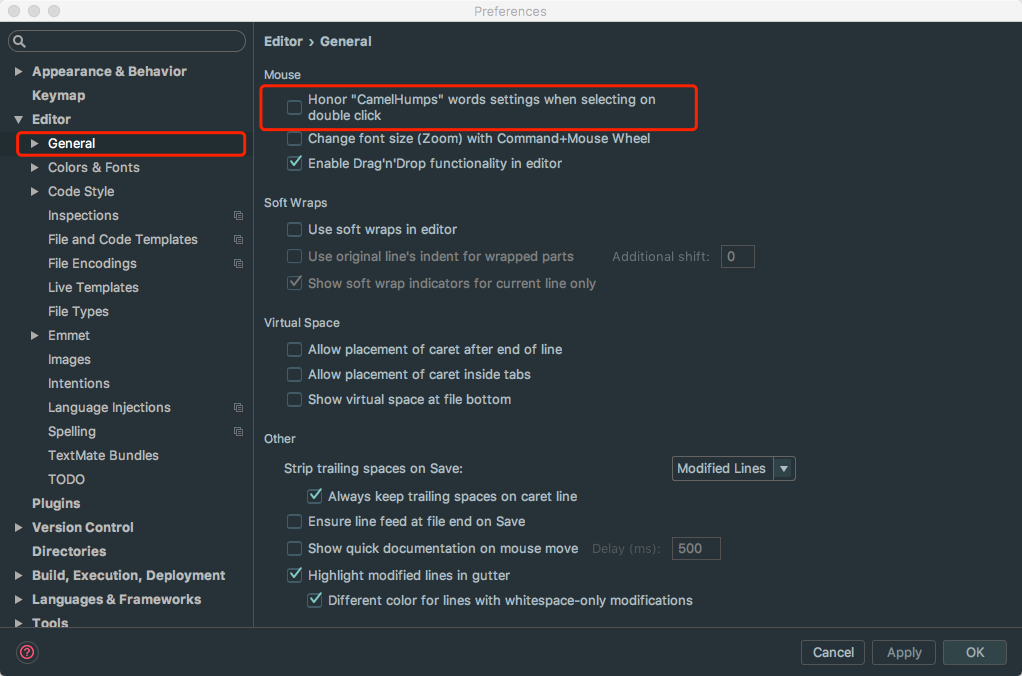 Preferences
Appearance & Behavior
Keymap
Editor
General
Colors & Fonts
Code Style
Inspections
File and Code Templates
File Encodings
Live Templates
File Types
Emmet
Images
Intentions
Language Injections
Spelling
TextMate Bundles
TODO
Plugins
Version Control
Directories
Build, Execution, Deployment
Languages & Frameworks
Tools
Editor › General
Mouse
Honor "CamelHumps" words settings when selecting on
double click
Change font size (Zoom) with Command+Mouse Wheel
Enable Drag'n'Drop functionality in editor
Soft Wraps
Use soft wraps in editor
Use original line's indent for wrapped parts Additional shift: 0
Show soft wrap indicators for current line only
Virtual Space
Allow placement of caret after end of line
Allow placement of caret inside tabs
Show virtual space at file bottom
Other
Strip trailing spaces on Save: Modified Lines
Always keep trailing spaces on caret line
Ensure line feed at file end on Save
Show quick documentation on mouse move Delay (ms): 500
Highlight modified lines in gutter
Different color for lines with whitespace-only modifications
? Cancel Apply OK